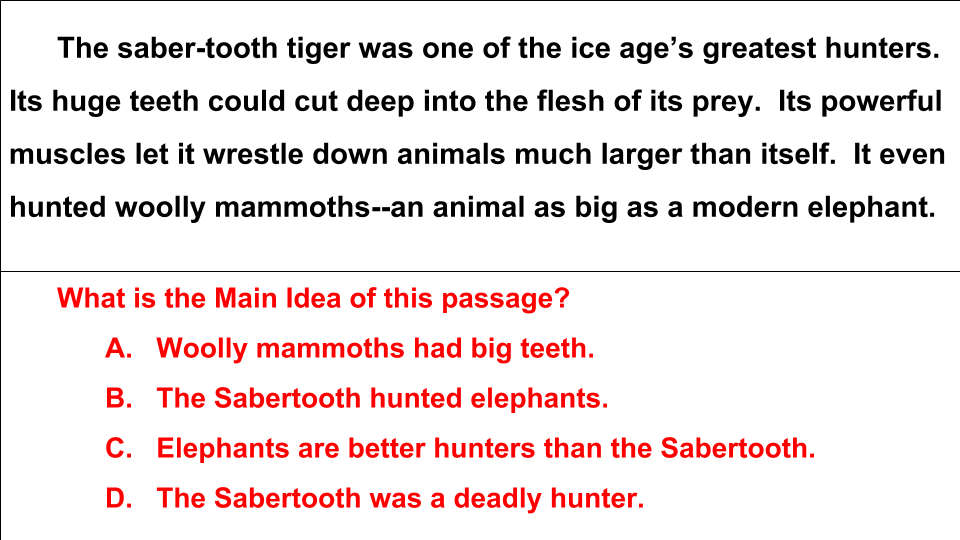 The saber-tooth tiger was one of the ice age’s greatest hunters.
Its huge teeth could cut deep into the flesh of its prey.  Its powerful
muscles let it wrestle down animals much larger than itself.  It even
hunted woolly mammoths--an animal as big as a modern elephant.
What is the Main Idea of this passage?
A. Woolly mammoths had big teeth.
B. The Sabertooth hunted elephants.
C. Elephants are better hunters than the Sabertooth.
D. The Sabertooth was a deadly hunter.